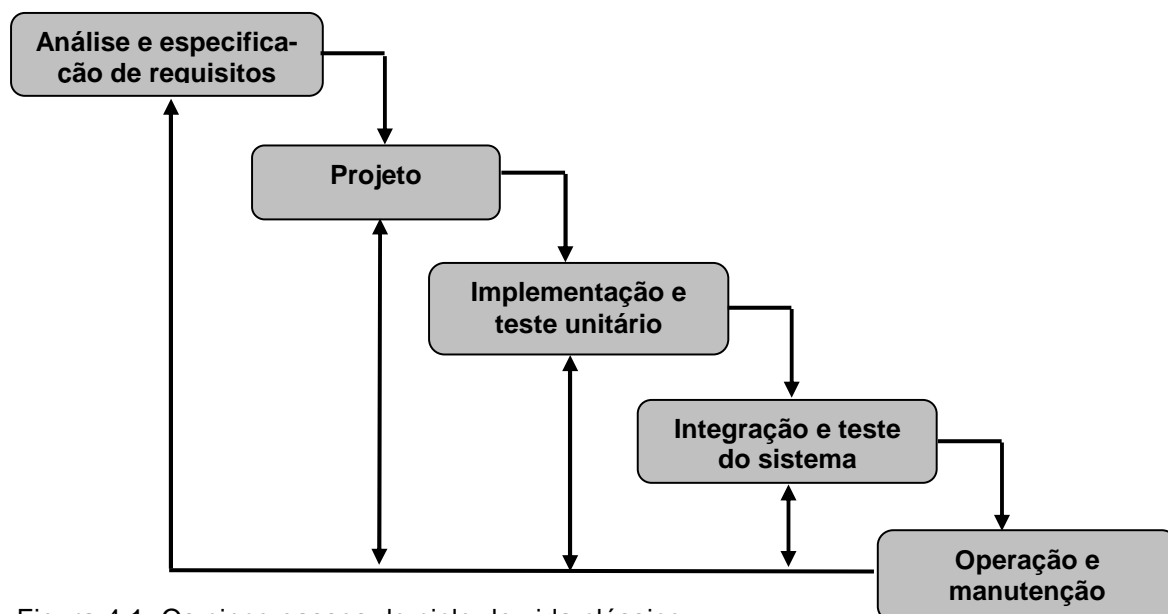 Análise e especifica-
ção de requisitos
Projeto
Implementação e
teste unitário
Integração e teste
do sistema
Operação e
manutenção
Figura 4.1. Os cinco passos do ciclo de vida clássico